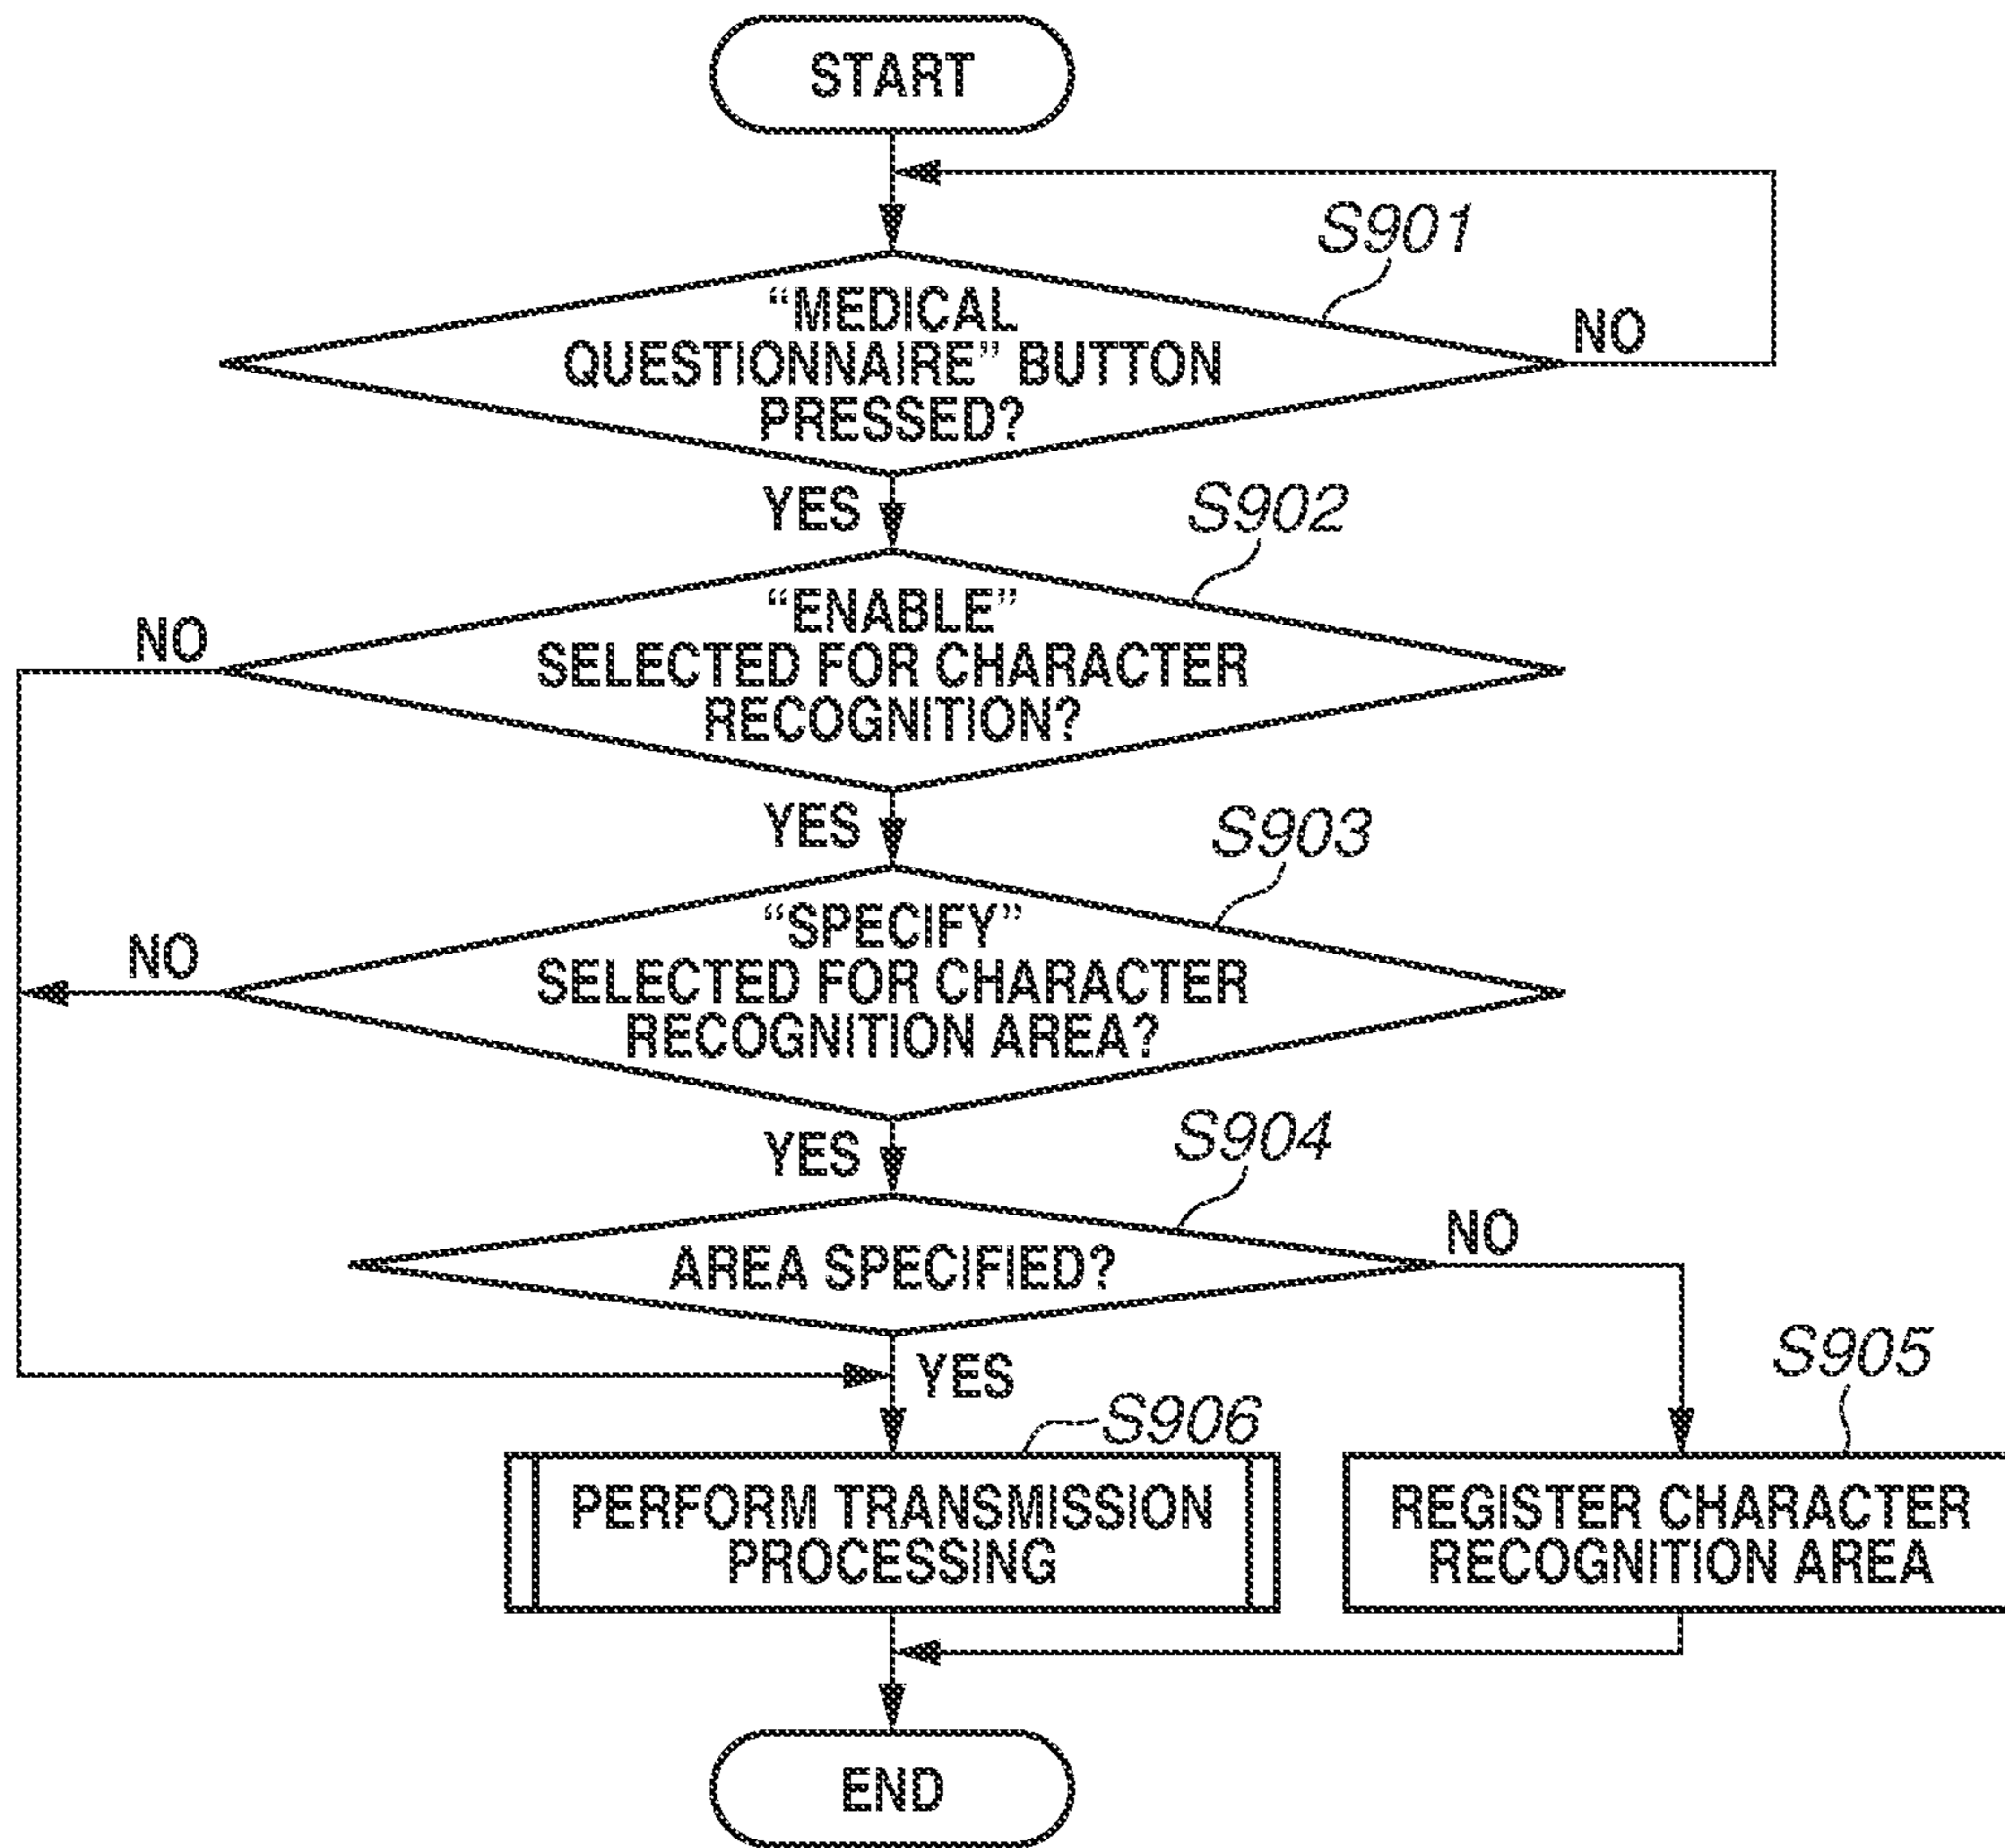 START
S901
“MEDICAL
QUESTIONNAIRE” BUTTON
PRESSED?
NO
YES
S902
“ENABLE”
SELECTED FOR CHARACTER
RECOGNITION?
NO
YES
S903
“SPECIFY”
SELECTED FOR CHARACTER
RECOGNITION AREA?
NO
YES
S904
AREA SPECIFIED?
NO
YES
S905
S906
PERFORM TRANSMISSION
PROCESSING
REGISTER CHARACTER
RECOGNITION AREA
END